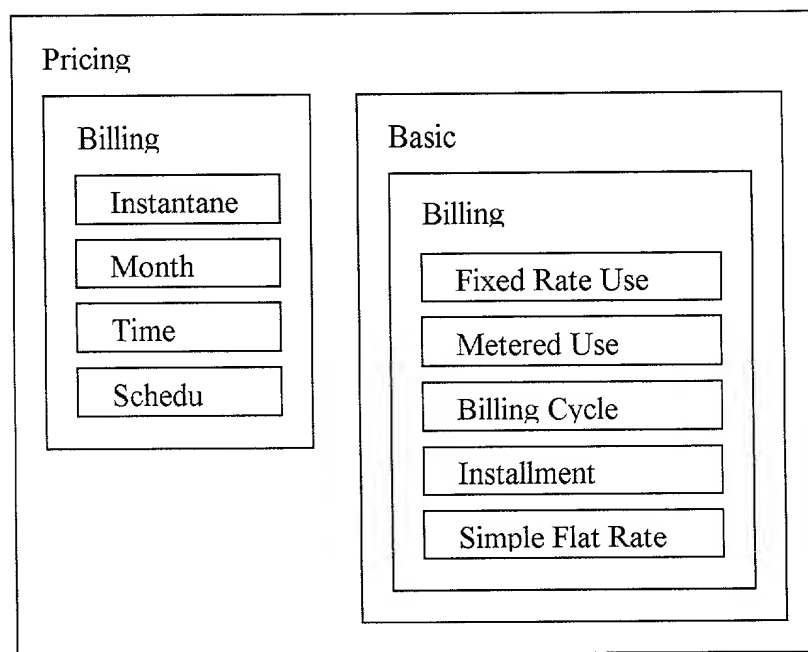 Pricing
Billing
Instantane
Month
Time
Schedu
Basic
Billing
Fixed Rate Use
Metered Use
Billing Cycle
Installment
Simple Flat Rate